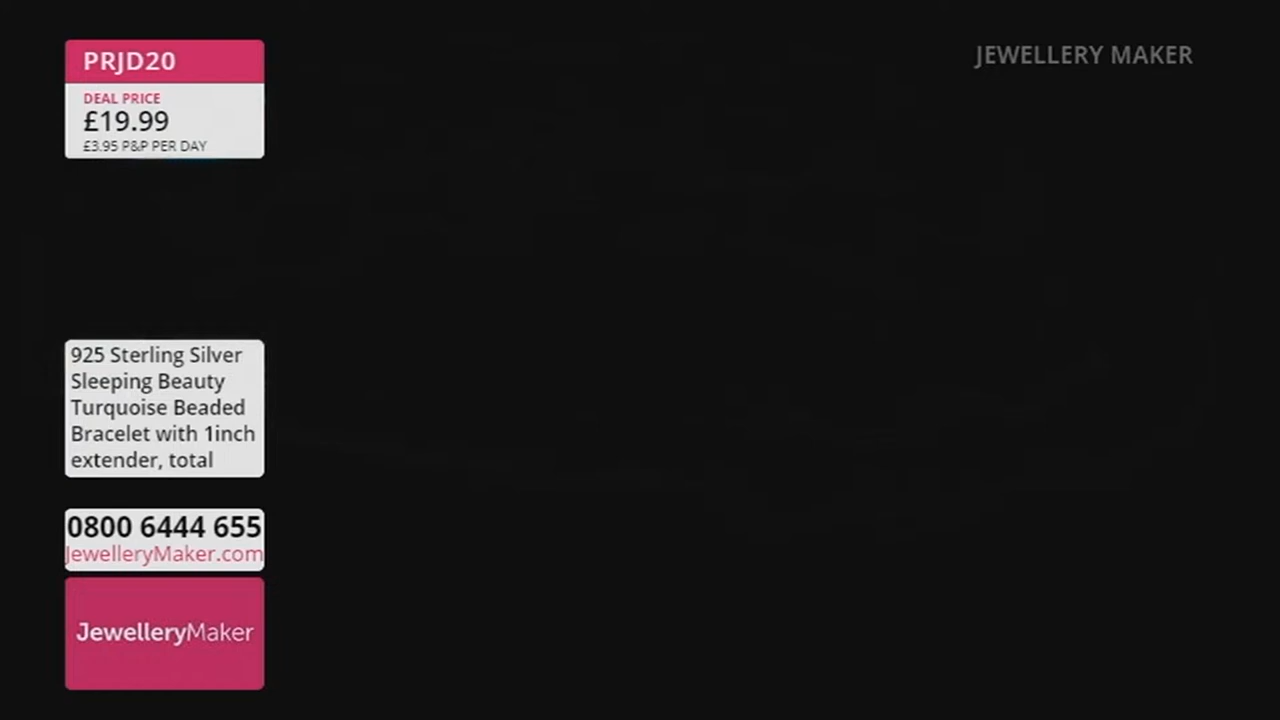 PRJD20
DEAL PRICE
£19.99
£3.95 P&P PER DAY
JEWELLERY MAKER
925 Sterling Silver
Sleeping Beauty
Turquoise Beaded
Bracelet with 1inch
extender, total
0800 6444 655
JewelleryMaker.com
JewelleryMaker